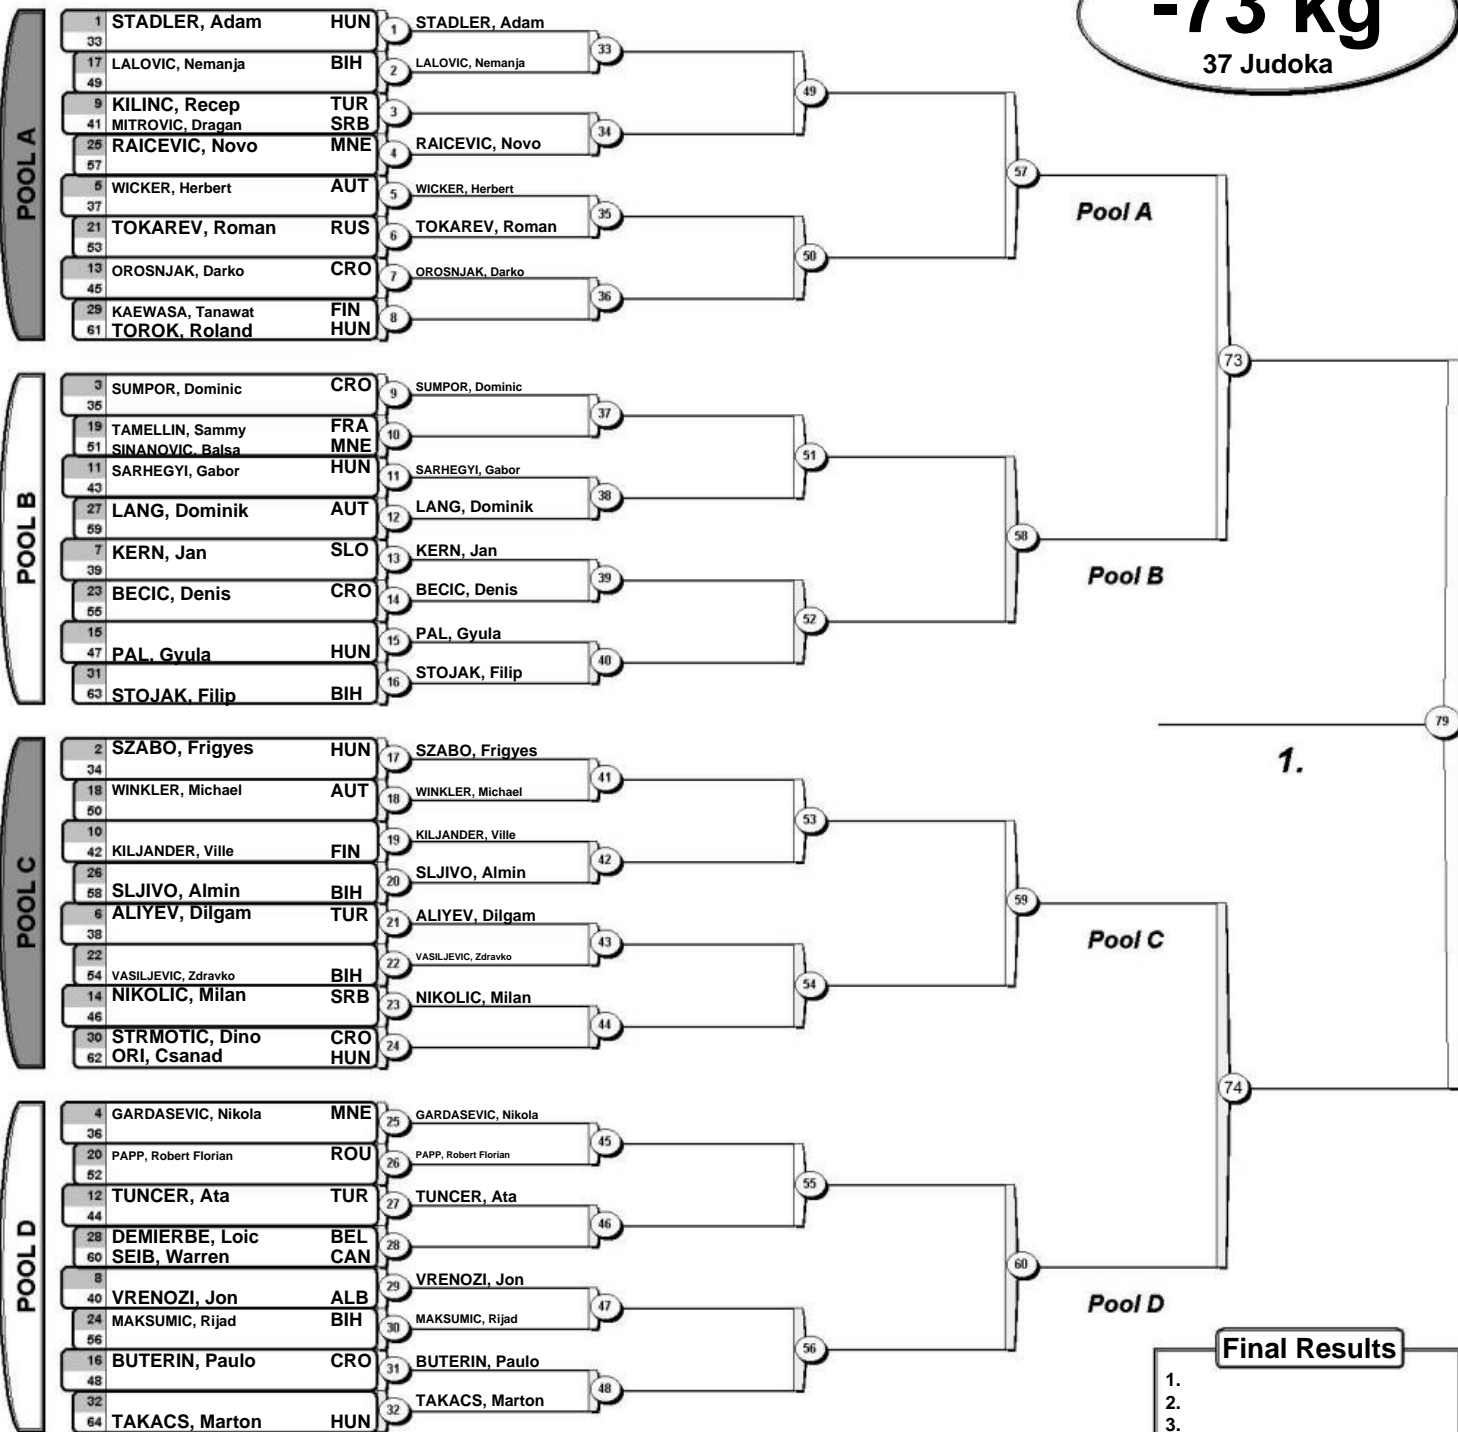 -73 kg
37 Judoka
POOL A
1 STADLER, Adam HUN
33
17 LALOVIC, Nemanja BIH
49
9 KILINC, Recep TUR
41 MITROVIC, Dragan SRB
25 RAICEVIC, Novo MNE
57
5 WICKER, Herbert AUT
37
21 TOKAREV, Roman RUS
53
13 OROSNJAK, Darko CRO
45
29 KAEWASA, Tanawat FIN
61 TOROK, Roland HUN
1 STADLER, Adam
2 LALOVIC, Nemanja
3
4 RAICEVIC, Novo
5 WICKER, Herbert
6 TOKAREV, Roman
7 OROSNJAK, Darko
8
33
34
35
36
49
50
57
Pool A
POOL B
3 SUMPOR, Dominic CRO
35
19 TAMELLIN, Sammy FRA
51 SINANOVIC, Balsa MNE
11 SARHEGYI, Gabor HUN
43
27 LANG, Dominik AUT
59
7 KERN, Jan SLO
39
23 BECIC, Denis CRO
55
15
47 PAL, Gyula HUN
31
63 STOJAK, Filip BIH
9 SUMPOR, Dominic
10
11 SARHEGYI, Gabor
12 LANG, Dominik
13 KERN, Jan
14 BECIC, Denis
15 PAL, Gyula
16 STOJAK, Filip
37
38
39
40
51
52
58
Pool B
73
POOL C
2 SZABO, Frigyes HUN
34
18 WINKLER, Michael AUT
50
10
42 KILJANDER, Ville FIN
26
58 SLJIVO, Almin BIH
6 ALIYEV, Dilgam TUR
38
22
54 VASILJEVIC, Zdravko BIH
14 NIKOLIC, Milan SRB
46
30 STRMOTIC, Dino CRO
62 ORI, Csanad HUN
17 SZABO, Frigyes
18 WINKLER, Michael
19 KILJANDER, Ville
20 SLJIVO, Almin
21 ALIYEV, Dilgam
22 VASILJEVIC, Zdravko
23 NIKOLIC, Milan
24
41
42
43
44
53
54
59
Pool C
79
1.
POOL D
4 GARDASEVIC, Nikola MNE
36
20 PAPP, Robert Florian ROU
52
12 TUNCER, Ata TUR
44
28 DEMIERBE, Loic BEL
60 SEIB, Warren CAN
8
40 VRENOZI, Jon ALB
24 MAKSUMIC, Rijad BIH
56
16 BUTERIN, Paulo CRO
48
32
64 TAKACS, Marton HUN
25 GARDASEVIC, Nikola
26 PAPP, Robert Florian
27 TUNCER, Ata
28
29 VRENOZI, Jon
30 MAKSUMIC, Rijad
31 BUTERIN, Paulo
32 TAKACS, Marton
45
46
47
48
55
56
60
Pool D
74
Final Results
1.
2.
3.